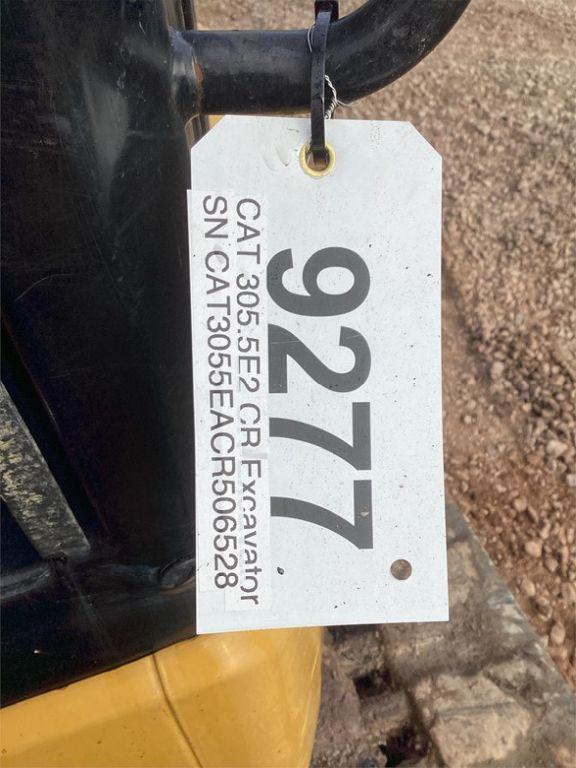 9277
CAT 305.5E2 CR Excavator
SN CAT3055EACR506528